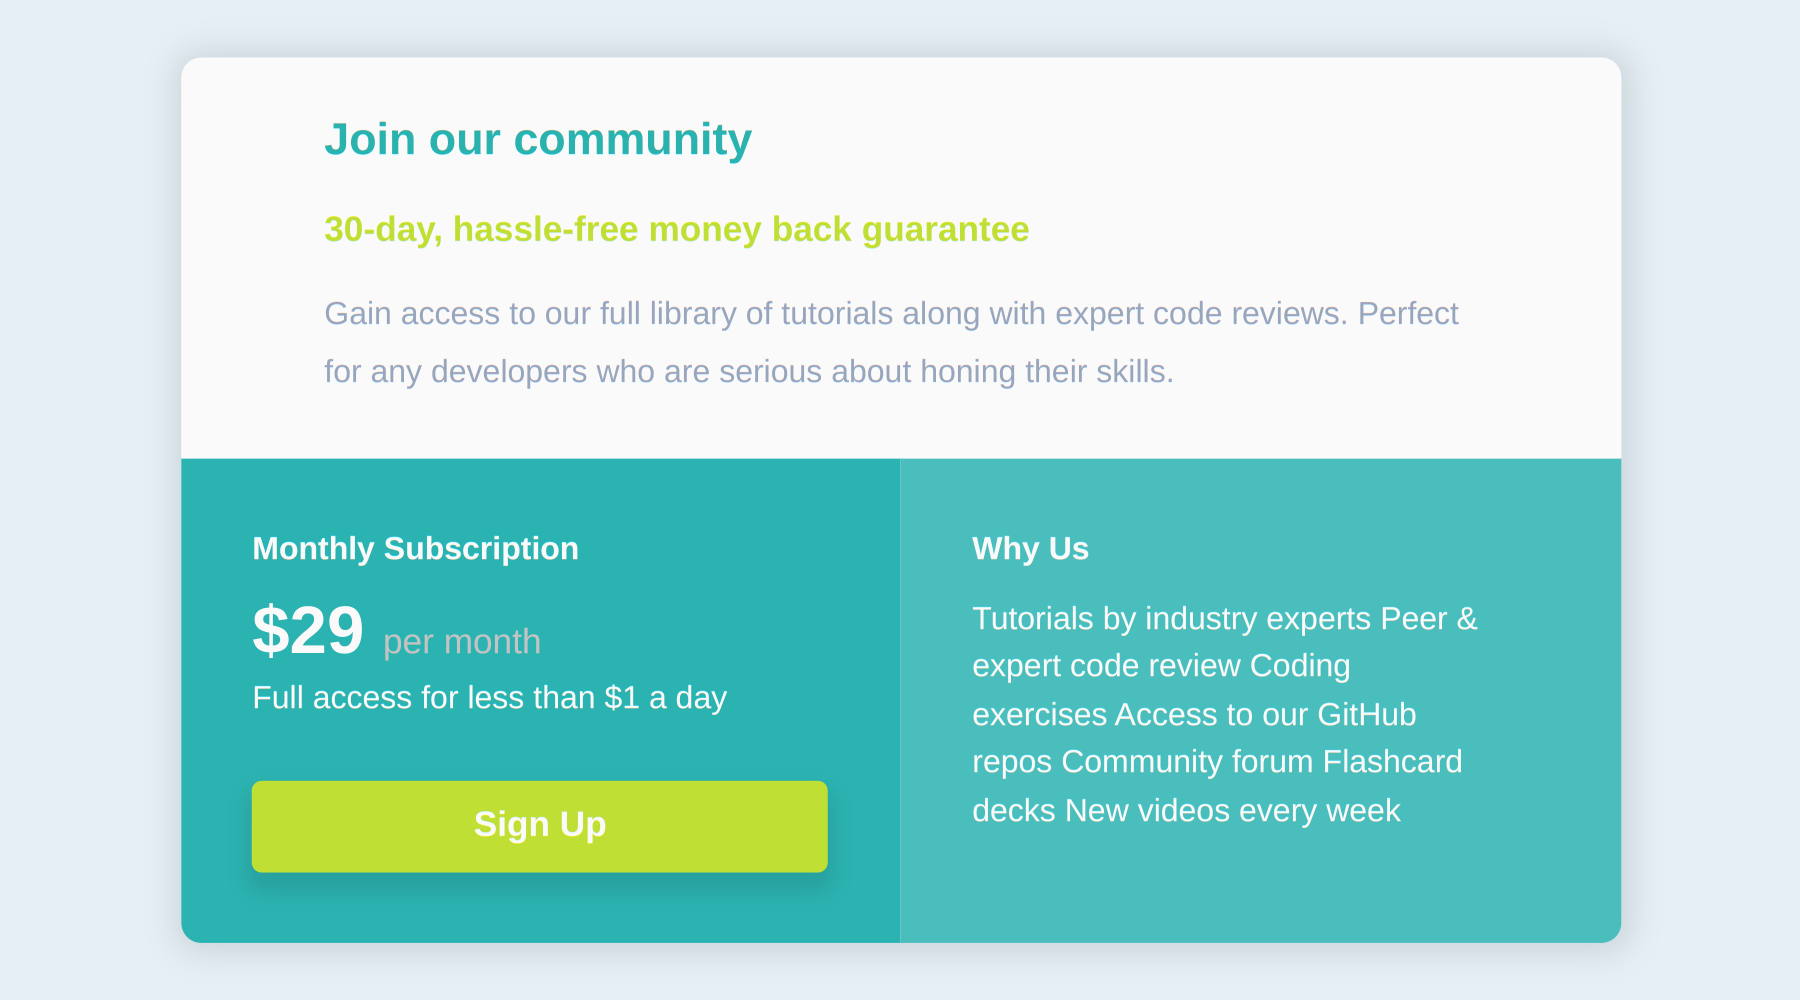 Join our community
30-day, hassle-free money back guarantee
Gain access to our full library of tutorials along with expert code reviews. Perfect
for any developers who are serious about honing their skills.
Monthly Subscription
$29 per month
Full access for less than $1 a day
Sign Up
Why Us
Tutorials by industry experts Peer &
expert code review Coding
exercises Access to our GitHub
repos Community forum Flashcard
decks New videos every week